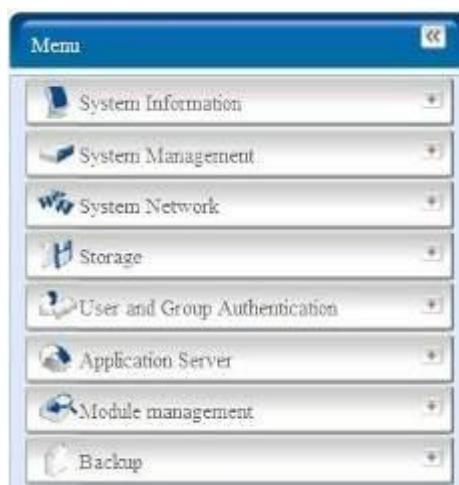 Menu
System Information
System Management
System Network
Storage
User and Group Authentication
Application Server
Module management
Backup